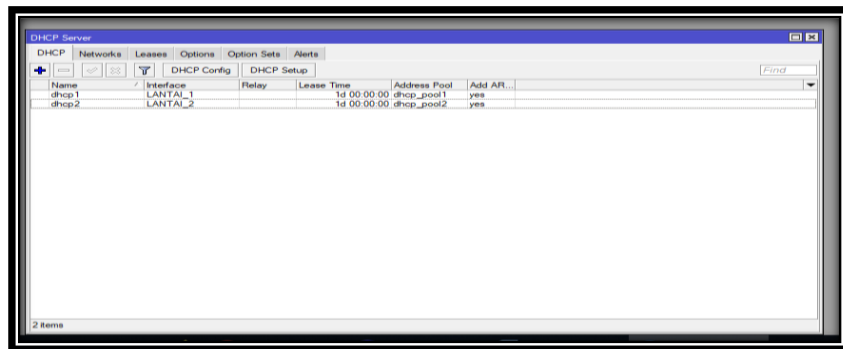 DHCP Server
DHCP Networks Leases Options Option Sets Alerts
DHCP Config DHCP Setup Find
Name Interface Relay Lease Time Address Pool Add AR...
dhcp1 LANTAI_1 1d 00:00:00 dhcp_pool1 yes
dhcp2 LANTAI_2 1d 00:00:00 dhcp_pool2 yes
2 items